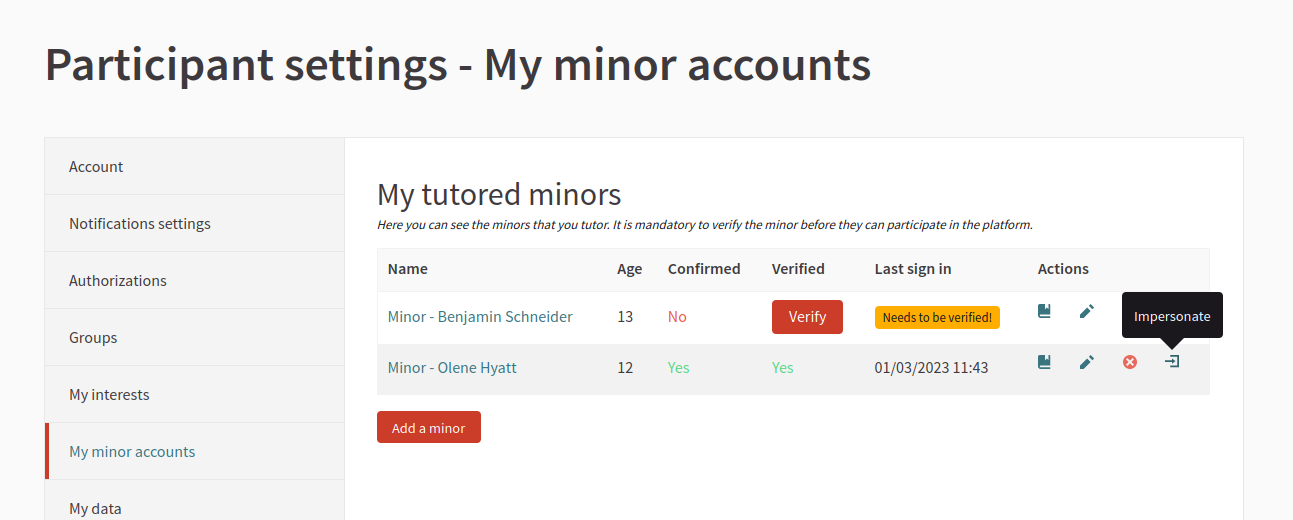 Participant settings - My minor accounts
Account
Notifications settings
Authorizations
Groups
My interests
My minor accounts
My data
My tutored minors
Here you can see the minors that you tutor. It is mandatory to verify the minor before they can participate in the platform.
Name Age Confirmed Verified Last sign in Actions
Minor - Benjamin Schneider 13 No Verify Needs to be verified! Impersonate
Minor - Olene Hyatt 12 Yes Yes 01/03/2023 11:43
Add a minor